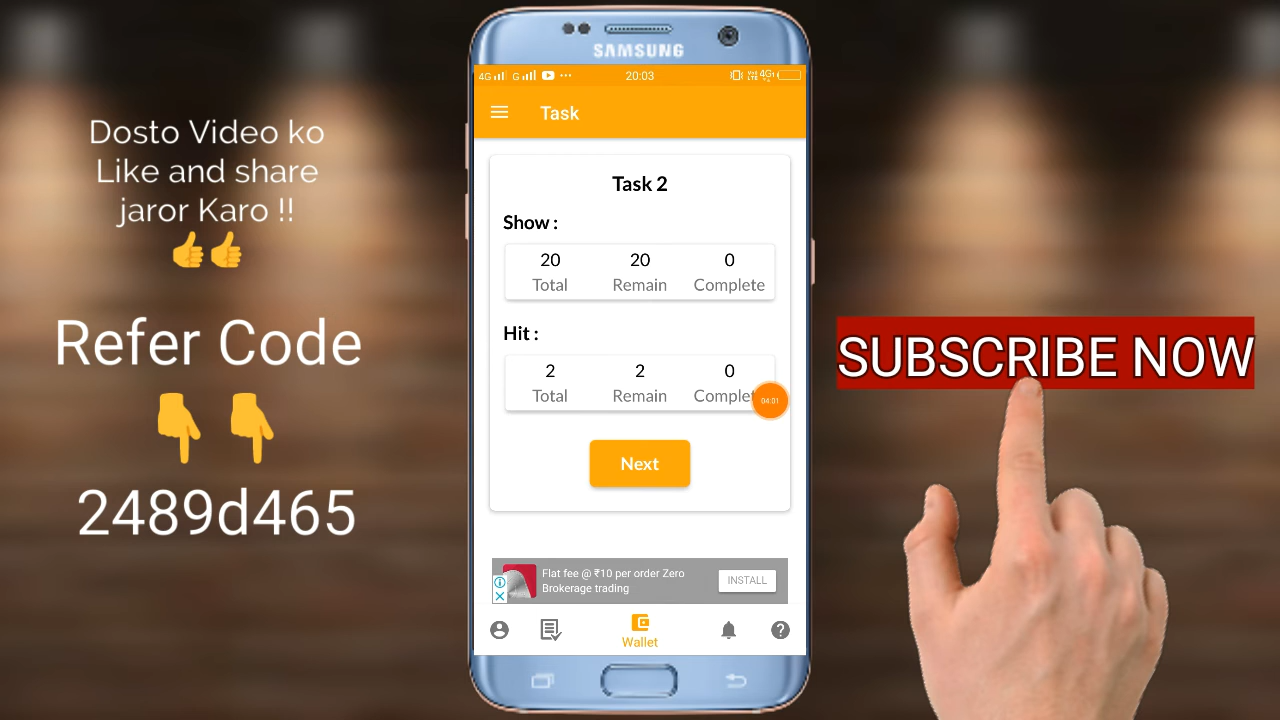 Dosto Video ko
Like and share
jaror Karo !!
👍👍
Refer Code
👇👇
2489d465
SAMSUNG
4G G ••• 20:03 4G
Task
Task 2
Show :
20 20 0
Total Remain Complete
Hit :
2 2 0
Total Remain Complet
04:01
Next
Flat fee @ ₹10 per order Zero
Brokerage trading
INSTALL
Wallet
SUBSCRIBE NOW